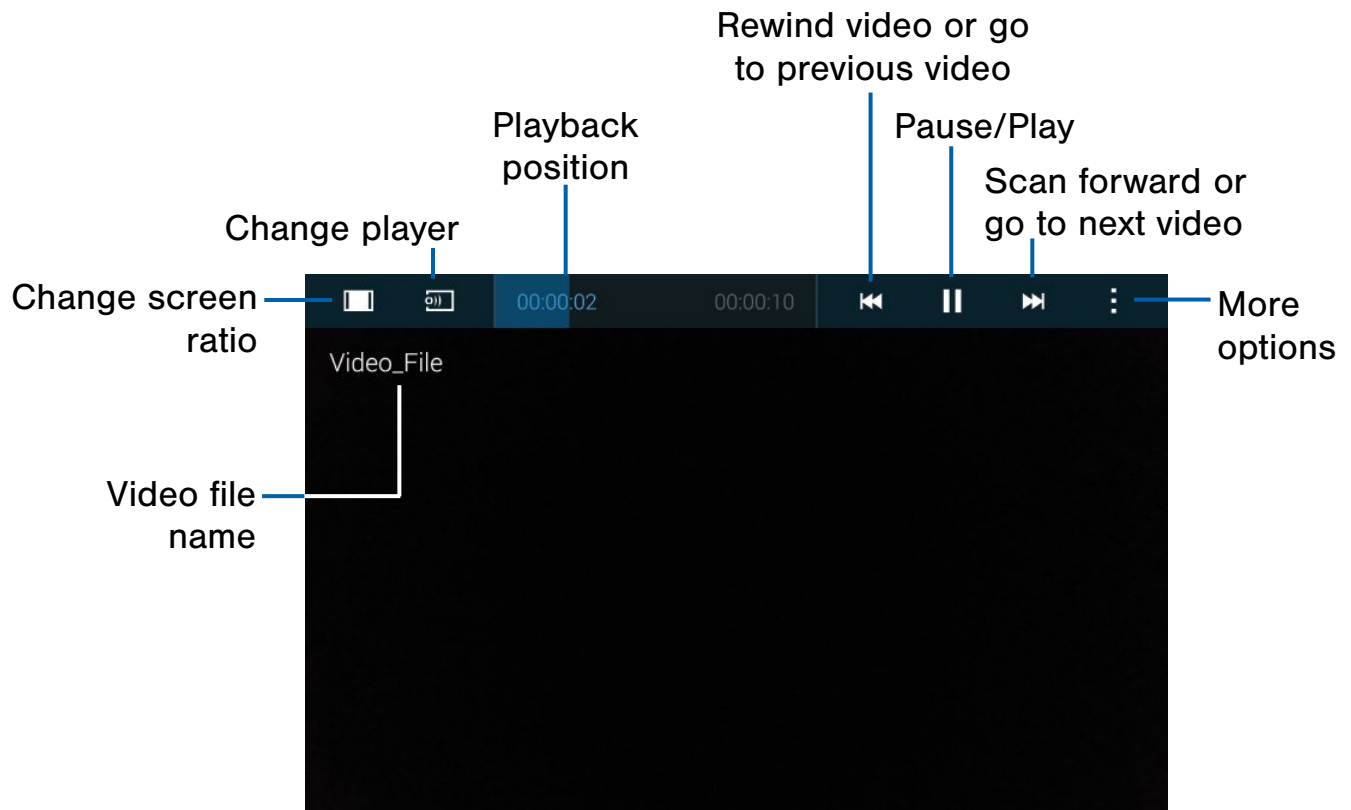 Rewind video or go
to previous video
Playback
position
Pause/Play
Scan forward or
go to next video
Change player
Change screen
ratio
00:00:02
00:00:10
More
options
Video_File
Video file
name